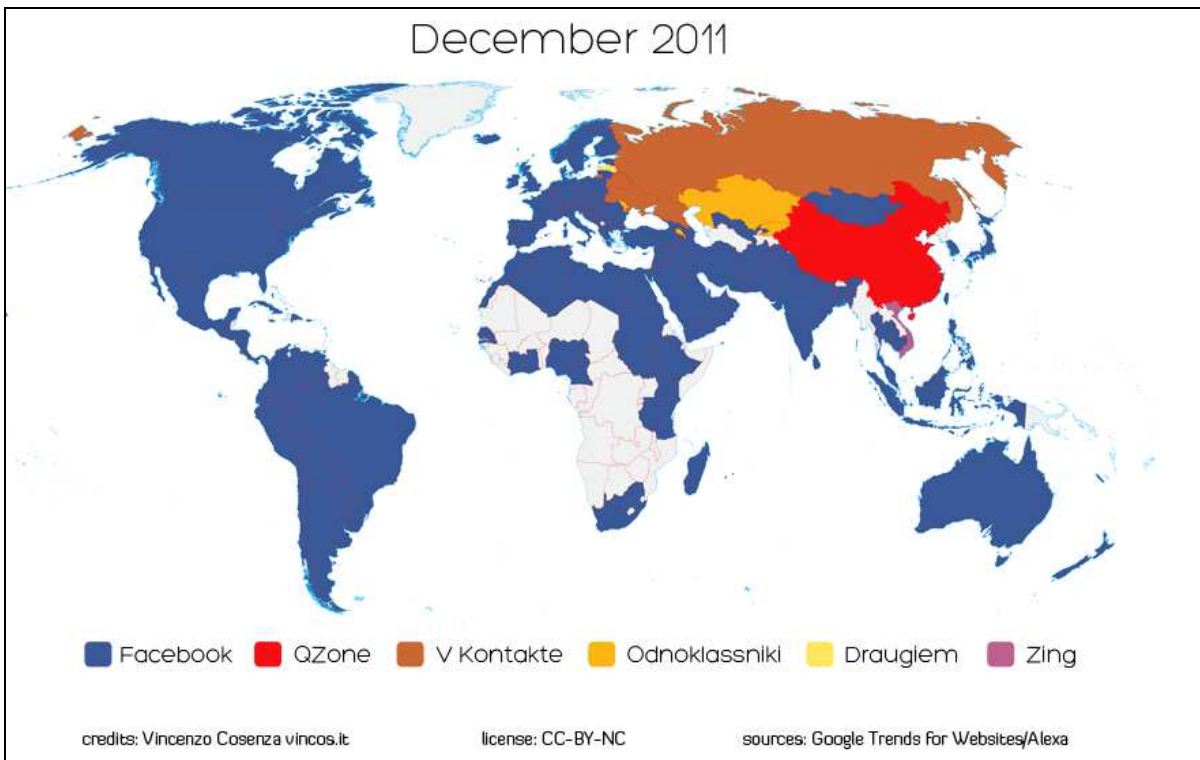 December 2011
Facebook QZone V Kontakte Odnoklassniki Draugiem Zing
credits: Vincenzo Cosenza vincos.it license: CC-BY-NC sources: Google Trends for Websites/Alexa